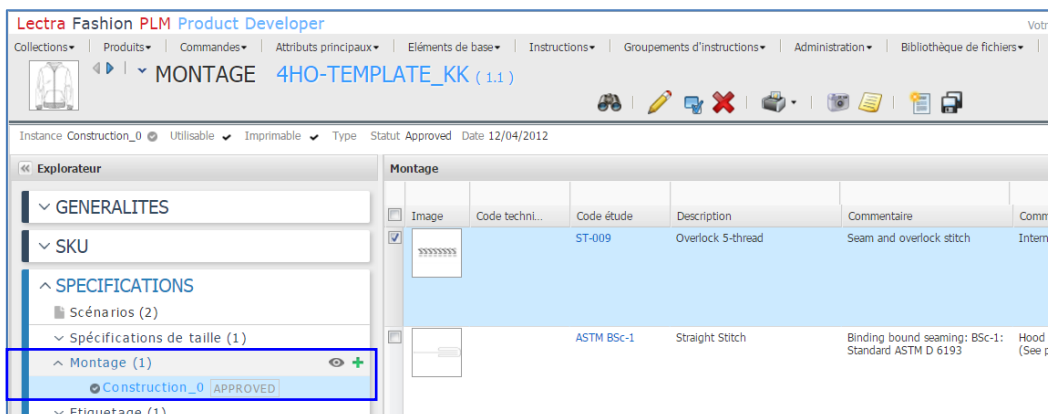 Lectra Fashion PLM Product Developer
Votr
Collections Produits Commandes Attributs principaux Eléments de base Instructions Groupements d'instructions Administration Bibliothèque de fichiers
MONTAGE 4HO-TEMPLATE_KK ( 1.1 )
Instance Construction_0 Utilisable Imprimable Type Statut Approved Date 12/04/2012
Explorateur
GENERALITES
SKU
SPECIFICATIONS
Scénarios (2)
Spécifications de taille (1)
Montage (1)
Construction_0 APPROVED
Etiquetage (1)
Montage
Image Code techni... Code étude Description Commentaire Comm
ST-009 Overlock 5-thread Seam and overlock stitch Intern
ASTM BSc-1 Straight Stitch Binding bound seaming: BSc-1: Hood
Standard ASTM D 6193 (See p